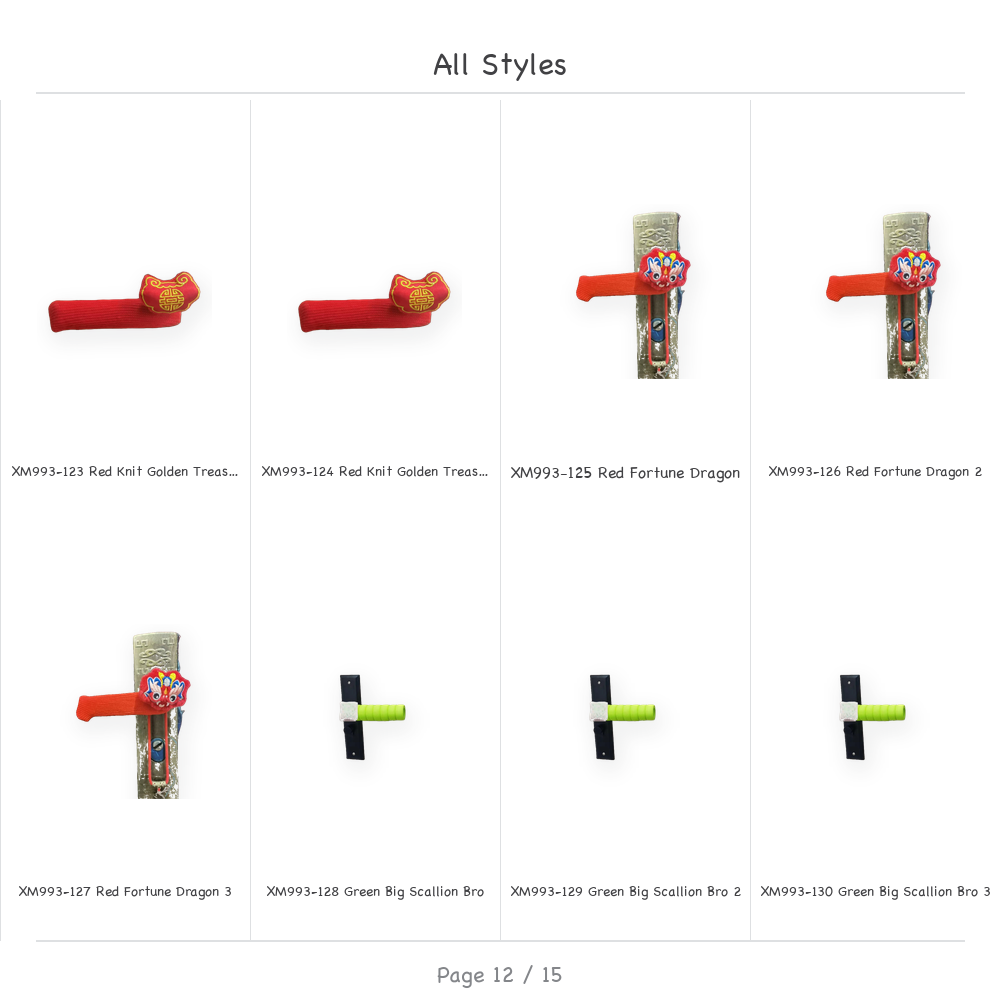 All Styles
XM993-123 Red Knit Golden Treas...
XM993-124 Red Knit Golden Treas...
XM993-125 Red Fortune Dragon
XM993-126 Red Fortune Dragon 2
XM993-127 Red Fortune Dragon 3
XM993-128 Green Big Scallion Bro
XM993-129 Green Big Scallion Bro 2
XM993-130 Green Big Scallion Bro 3
Page 12 / 15